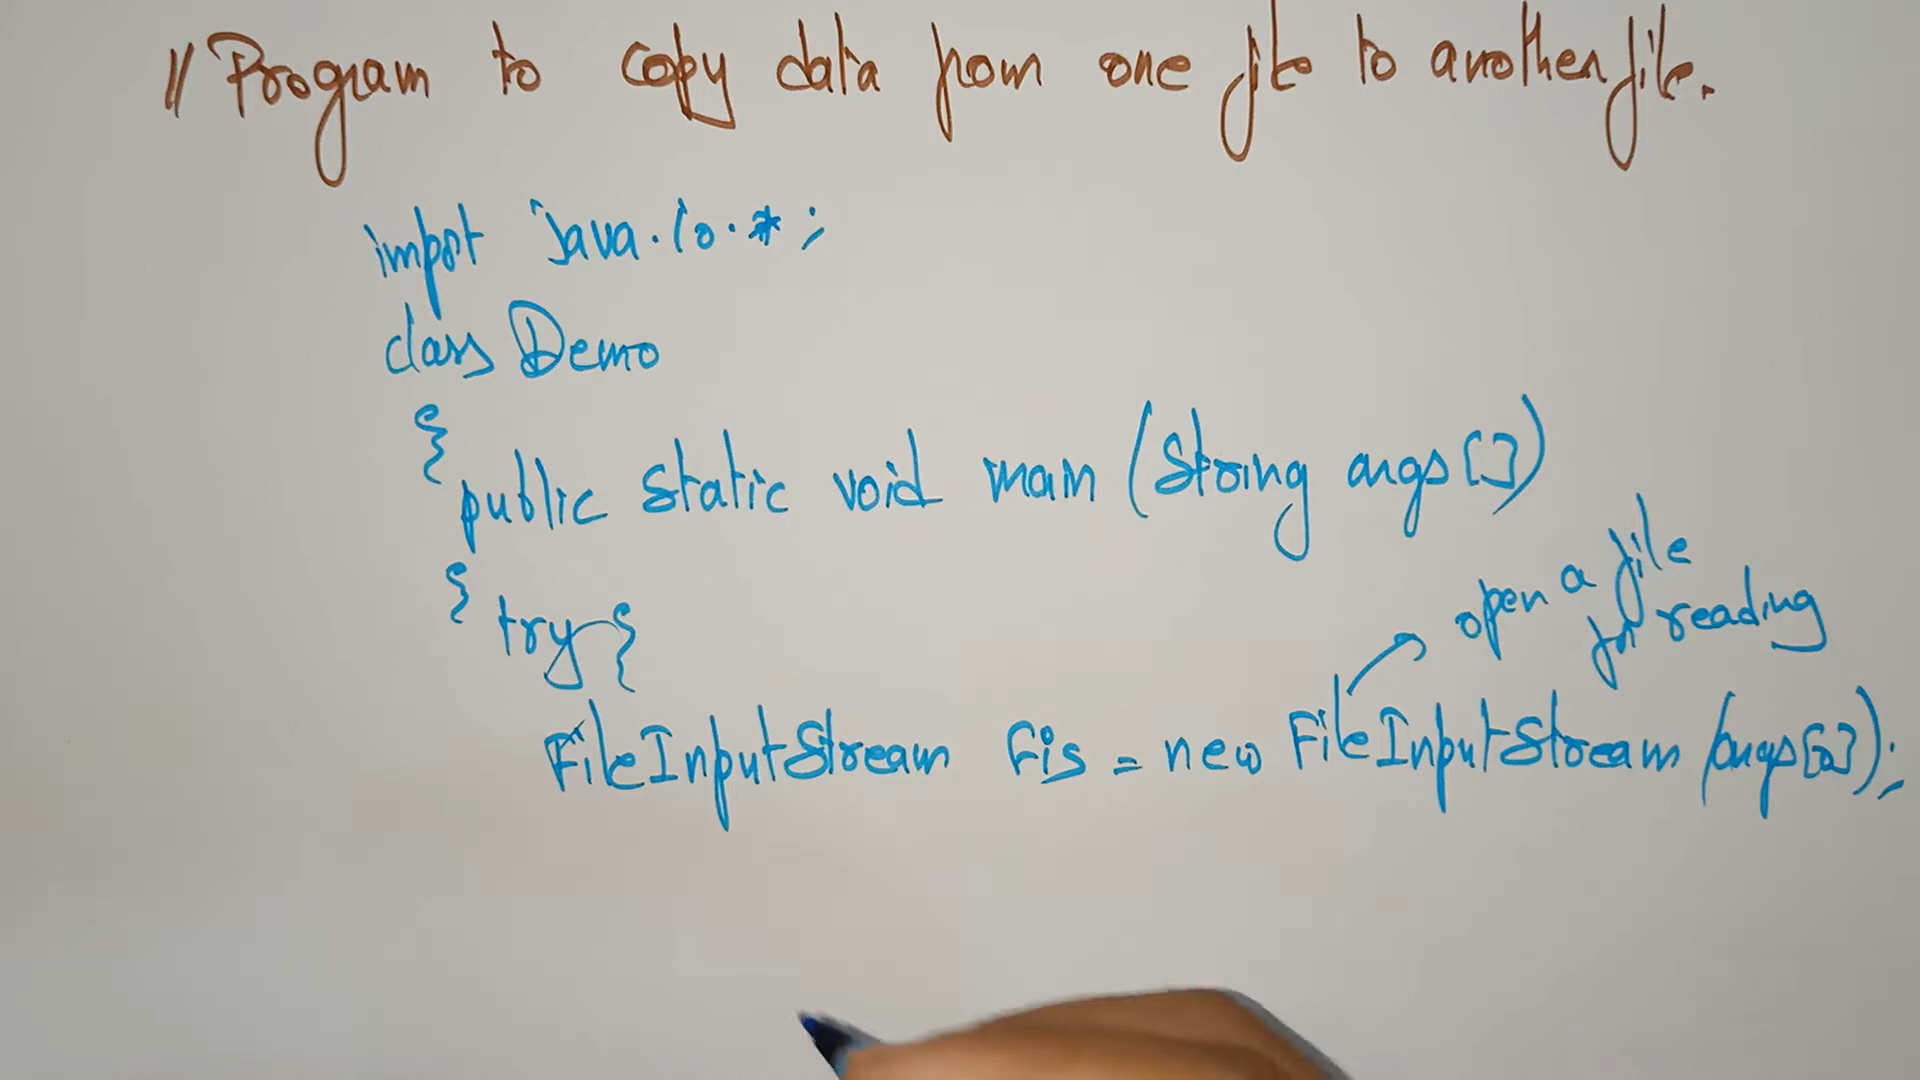 // Program to copy data from one file to another file.
import java.io.*;
class Demo
{
public static void main (String args[])
{ try {
open a file
for reading
FileInputStream fis = new FileInputStream (args[0]);